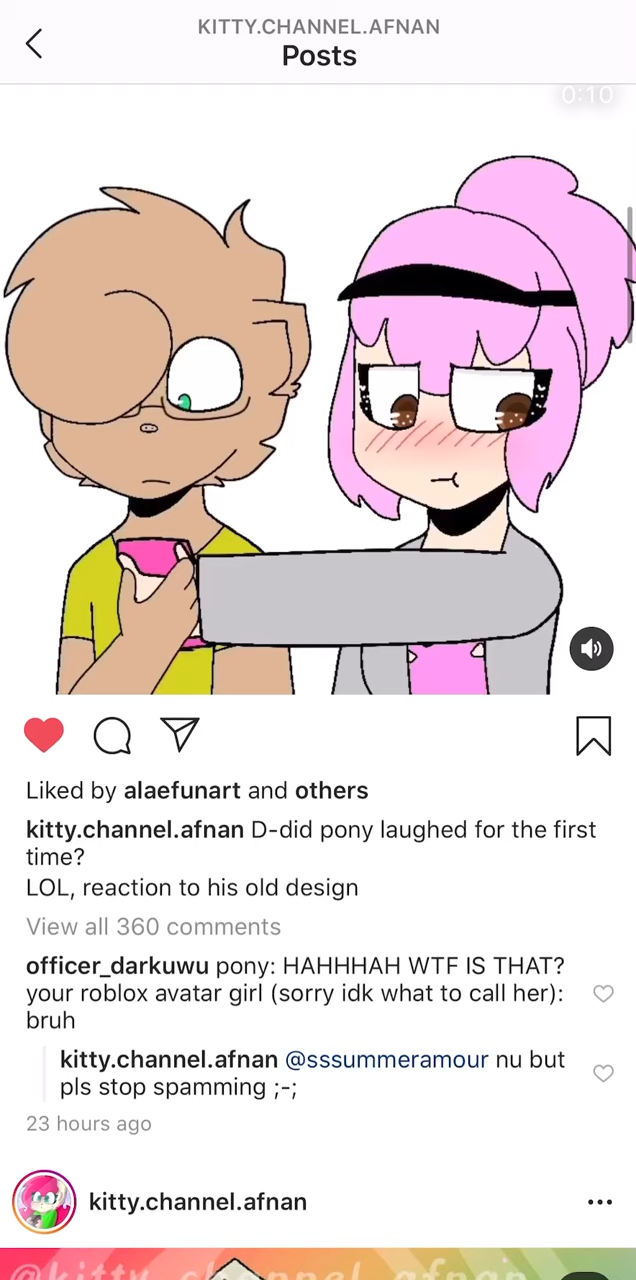 KITTY.CHANNEL.AFNAN
Posts
0:10
Liked by alaefunart and others
kitty.channel.afnan D-did pony laughed for the first
time?
LOL, reaction to his old design
View all 360 comments
officer_darkuwu pony: HAHHHAH WTF IS THAT?
your roblox avatar girl (sorry idk what to call her):
bruh
kitty.channel.afnan @sssummeramour nu but
pls stop spamming ;-;
23 hours ago
kitty.channel.afnan
@kitty_channel_afnan